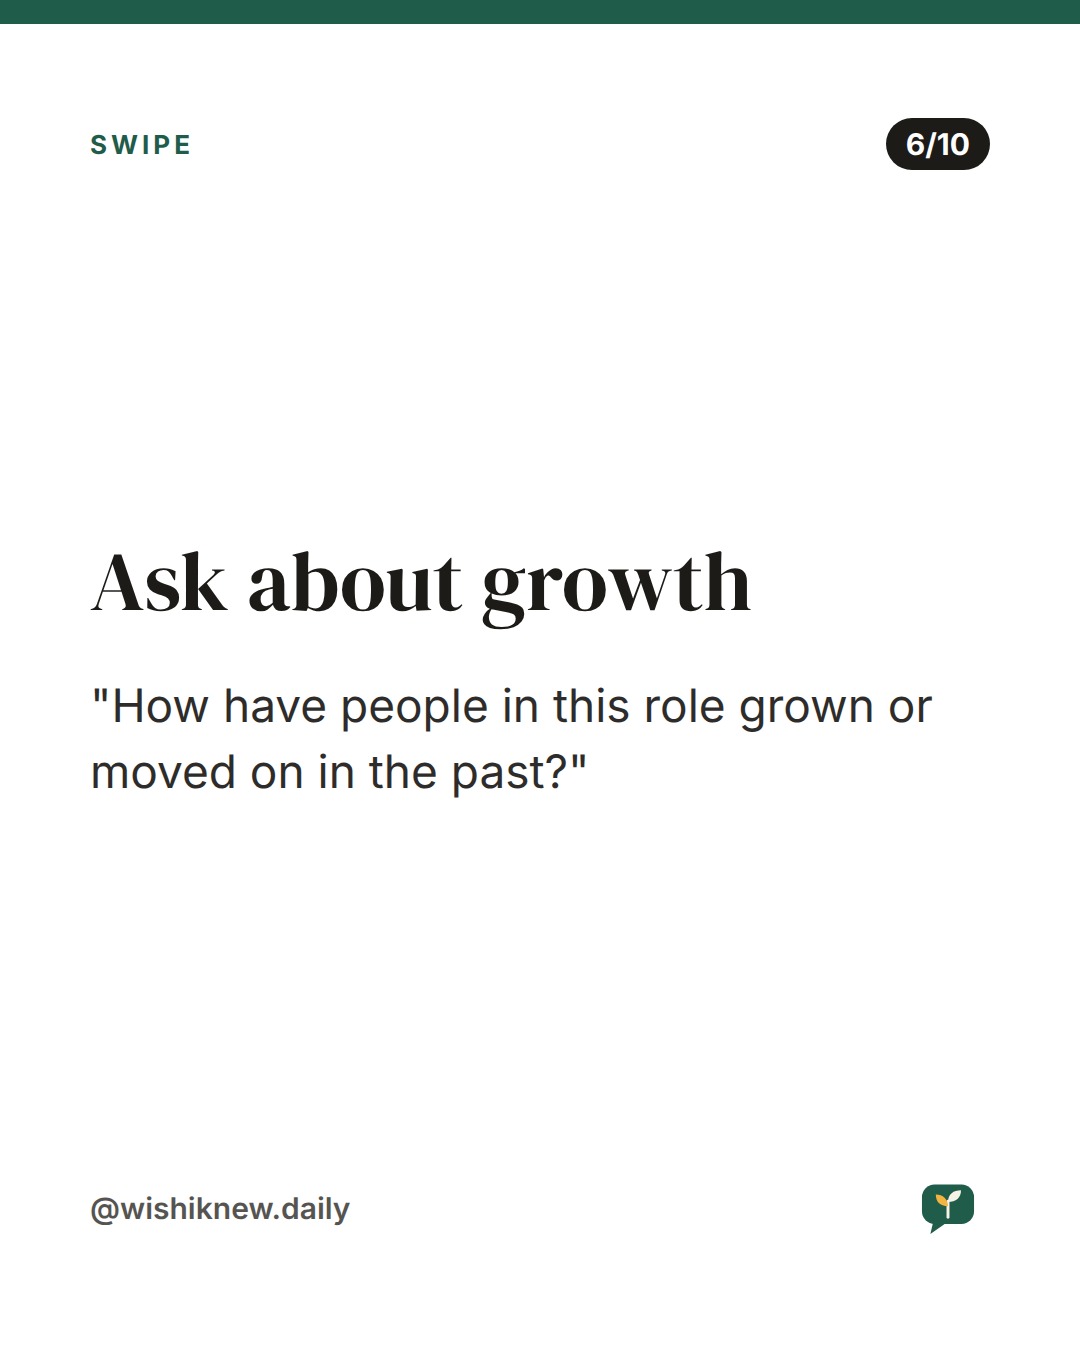 SWIPE
6/10
Ask about growth
"How have people in this role grown or
moved on in the past?"
@wishiknew.daily